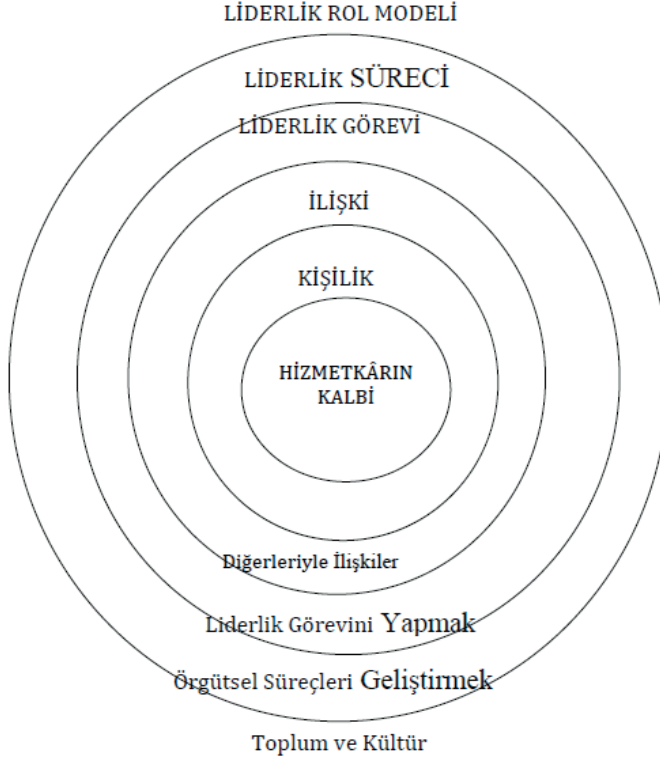 LİDERLİK ROL MODELİ
LİDERLİK SÜRECİ
LİDERLİK GÖREVİ
İLİŞKİ
KİŞİLİK
HİZMETKÂRIN
KALBİ
Diğerleriyle İlişkiler
Liderlik Görevini Yapmak
Örgütsel Süreçleri Geliştirmek
Toplum ve Kültür